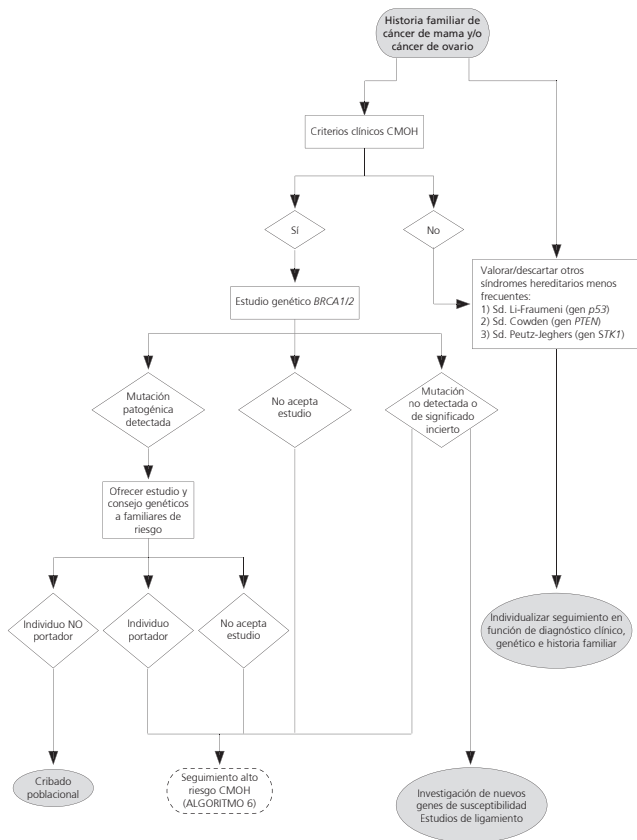 Historia familiar de
cáncer de mama y/o
cáncer de ovario
Criterios clínicos CMOH
Sí
No
Valorar/descartar otros
síndromes hereditarios menos
frecuentes:
1) Sd. Li-Fraumeni (gen p53)
2) Sd. Cowden (gen PTEN)
3) Sd. Peutz-Jeghers (gen STK1)
Estudio genético BRCA1/2
Mutación
patogénica
detectada
No acepta
estudio
Mutación
no detectada o
de significado
incierto
Ofrecer estudio y
consejo genéticos
a familiares de
riesgo
Individuo NO
portador
Individuo
portador
No acepta
estudio
Individualizar seguimiento en
función de diagnóstico clínico,
genético e historia familiar
Cribado
poblacional
Seguimiento alto
riesgo CMOH
(ALGORITMO 6)
Investigación de nuevos
genes de susceptibilidad
Estudios de ligamiento